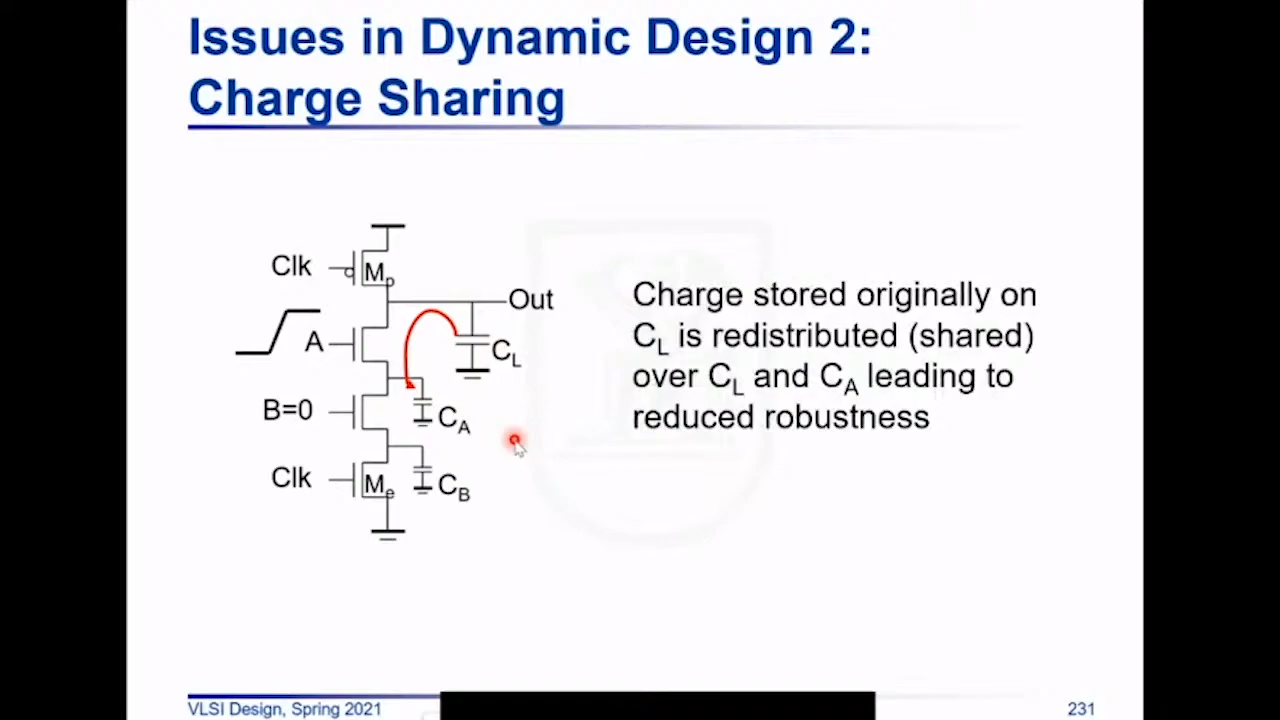 Issues in Dynamic Design 2:
Charge Sharing
Clk
Mp
Out
A
CL
B=0
CA
Clk
Me
CB
Charge stored originally on
CL is redistributed (shared)
over CL and CA leading to
reduced robustness
VLSI Design, Spring 2021
231